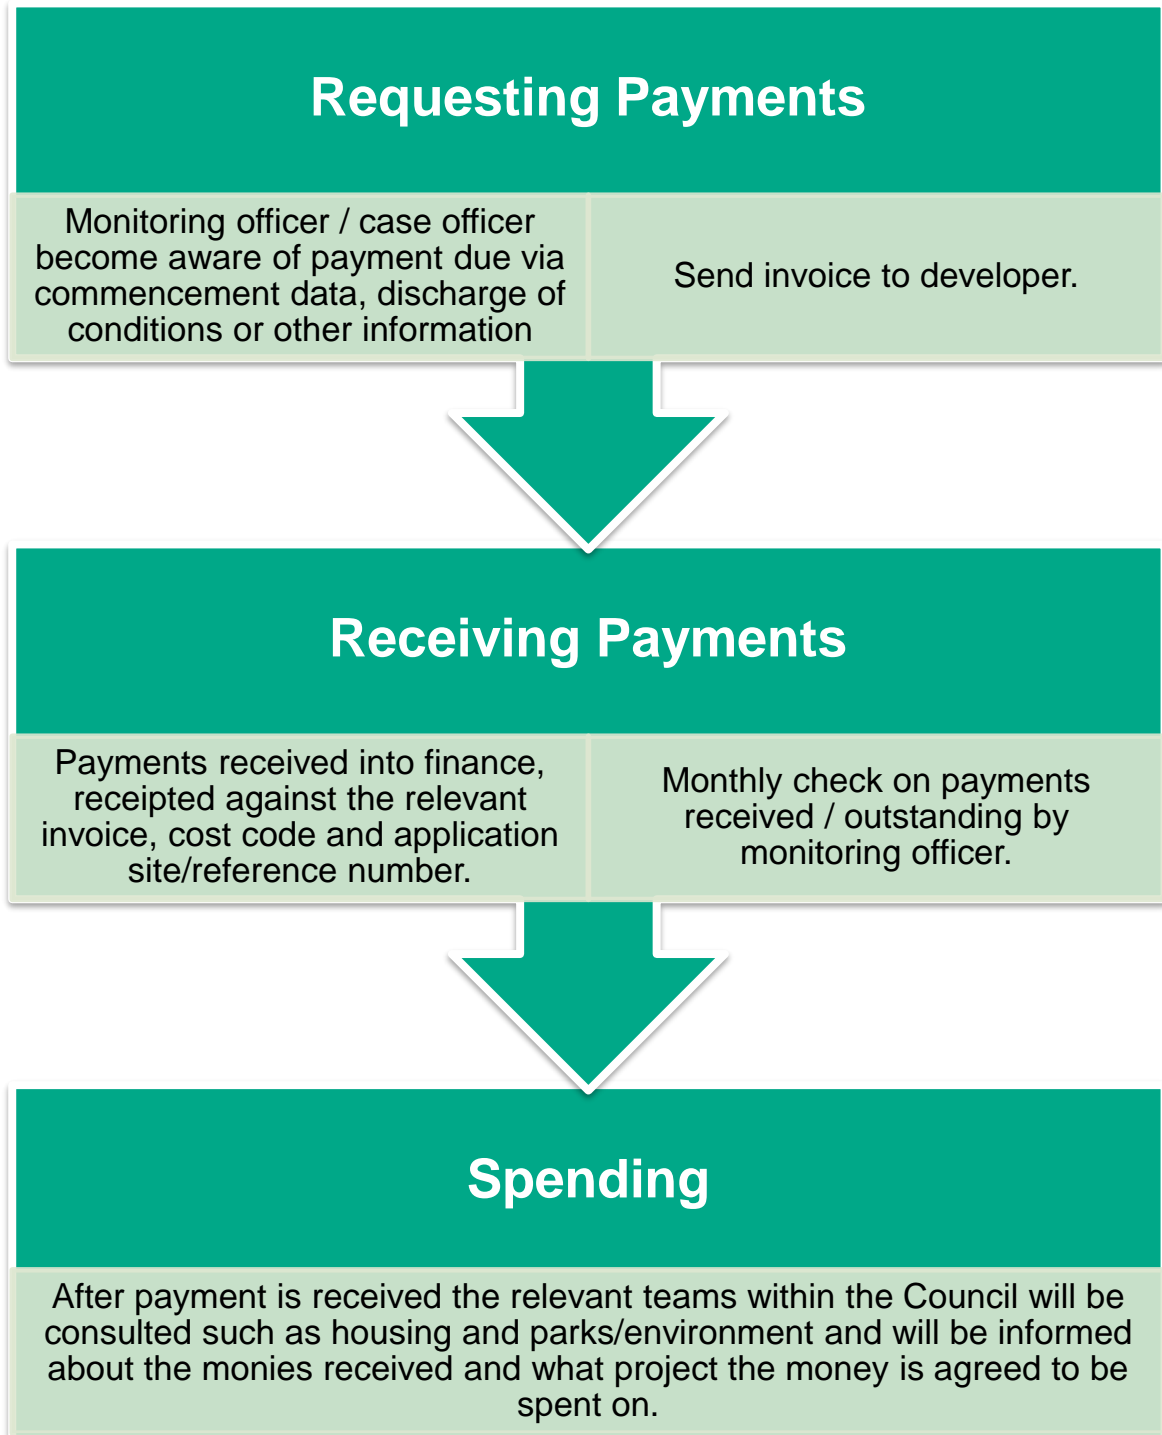 Requesting Payments
Monitoring officer / case officer
become aware of payment due via
commencement data, discharge of
conditions or other information
Send invoice to developer.
Receiving Payments
Payments received into finance,
receipted against the relevant
invoice, cost code and application
site/reference number.
Monthly check on payments
received / outstanding by
monitoring officer.
Spending
After payment is received the relevant teams within the Council will be
consulted such as housing and parks/environment and will be informed
about the monies received and what project the money is agreed to be
spent on.